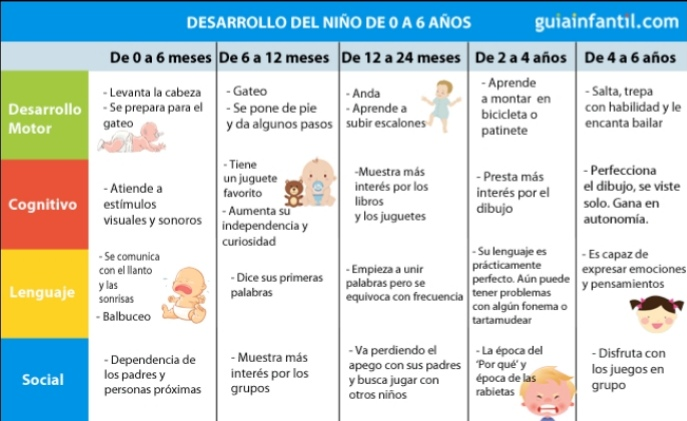 DESARROLLO DEL NIÑO DE 0 A 6 AÑOS
guiainfantil.com
De 0 a 6 meses
De 6 a 12 meses
De 12 a 24 meses
De 2 a 4 años
De 4 a 6 años
Desarrollo
Motor
- Levanta la cabeza
- Se prepara para el
gateo
- Gateo
- Se pone de pie
y da algunos pasos
- Anda
- Aprende a
subir escalones
- Aprende
a montar en
bicicleta o
patinete
- Salta, trepa
con habilidad y le
encanta bailar
Cognitivo
- Atiende a
estímulos
visuales y sonoros
- Tiene
un juguete
favorito
- Aumenta su
independencia y
curiosidad
-Muestra más
interés por los
libros
y los juguetes
- Presta más
interés por el
dibujo
- Perfecciona
el dibujo, se viste
solo. Gana en
autonomía.
Lenguaje
- Se comunica
con el llanto
y las
sonrisas
- Balbuceo
- Dice sus primeras
palabras
- Empieza a unir
palabras pero se
equivoca con frecuencia
- Su lenguaje es
prácticamente
perfecto. Aún puede
tener problemas
con algún fonema o
tartamudear
- Es capaz de
expresar emociones
y pensamientos
Social
- Dependencia de
los padres y
personas próximas
- Muestra más
interés por los
grupos
- Va perdiendo el
apego con sus padres
y busca jugar con
otros niños
- La época del
'Por qué' y
época de las
rabietas
- Disfruta con
los juegos en
grupo